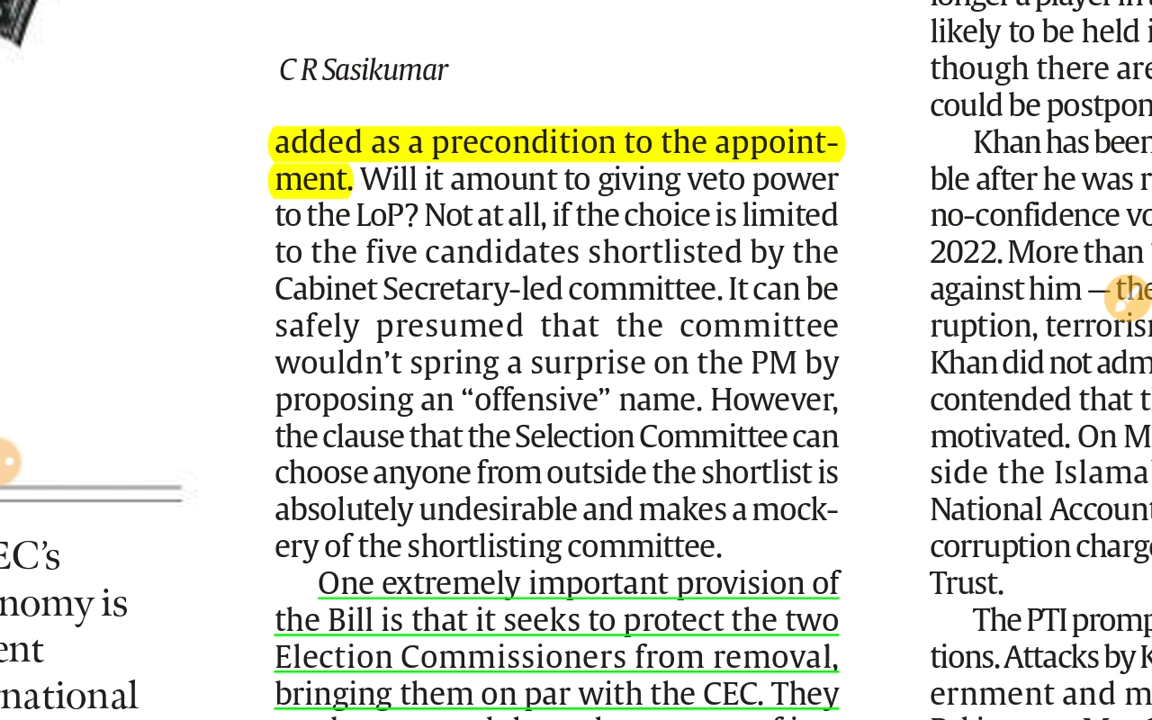 C R Sasikumar
added as a precondition to the appoint-
ment. Will it amount to giving veto power
to the LoP? Not at all, if the choice is limited
to the five candidates shortlisted by the
Cabinet Secretary-led committee. It can be
safely presumed that the committee
wouldn't spring a surprise on the PM by
proposing an “offensive” name. However,
the clause that the Selection Committee can
choose anyone from outside the shortlist is
absolutely undesirable and makes a mock-
ery of the shortlisting committee.
One extremely important provision of
the Bill is that it seeks to protect the two
Election Commissioners from removal,
bringing them on par with the CEC. They
EC’s
nomy is
ent
national
likely to be held i
though there are
could be postpon
Khan has been
ble after he was r
no-confidence vo
2022. More than
against him — the
ruption, terroris
Khan did not adm
contended that t
motivated. On M
side the Islama
National Account
corruption charge
Trust.
The PTI promp
tions. Attacks by K
ernment and m